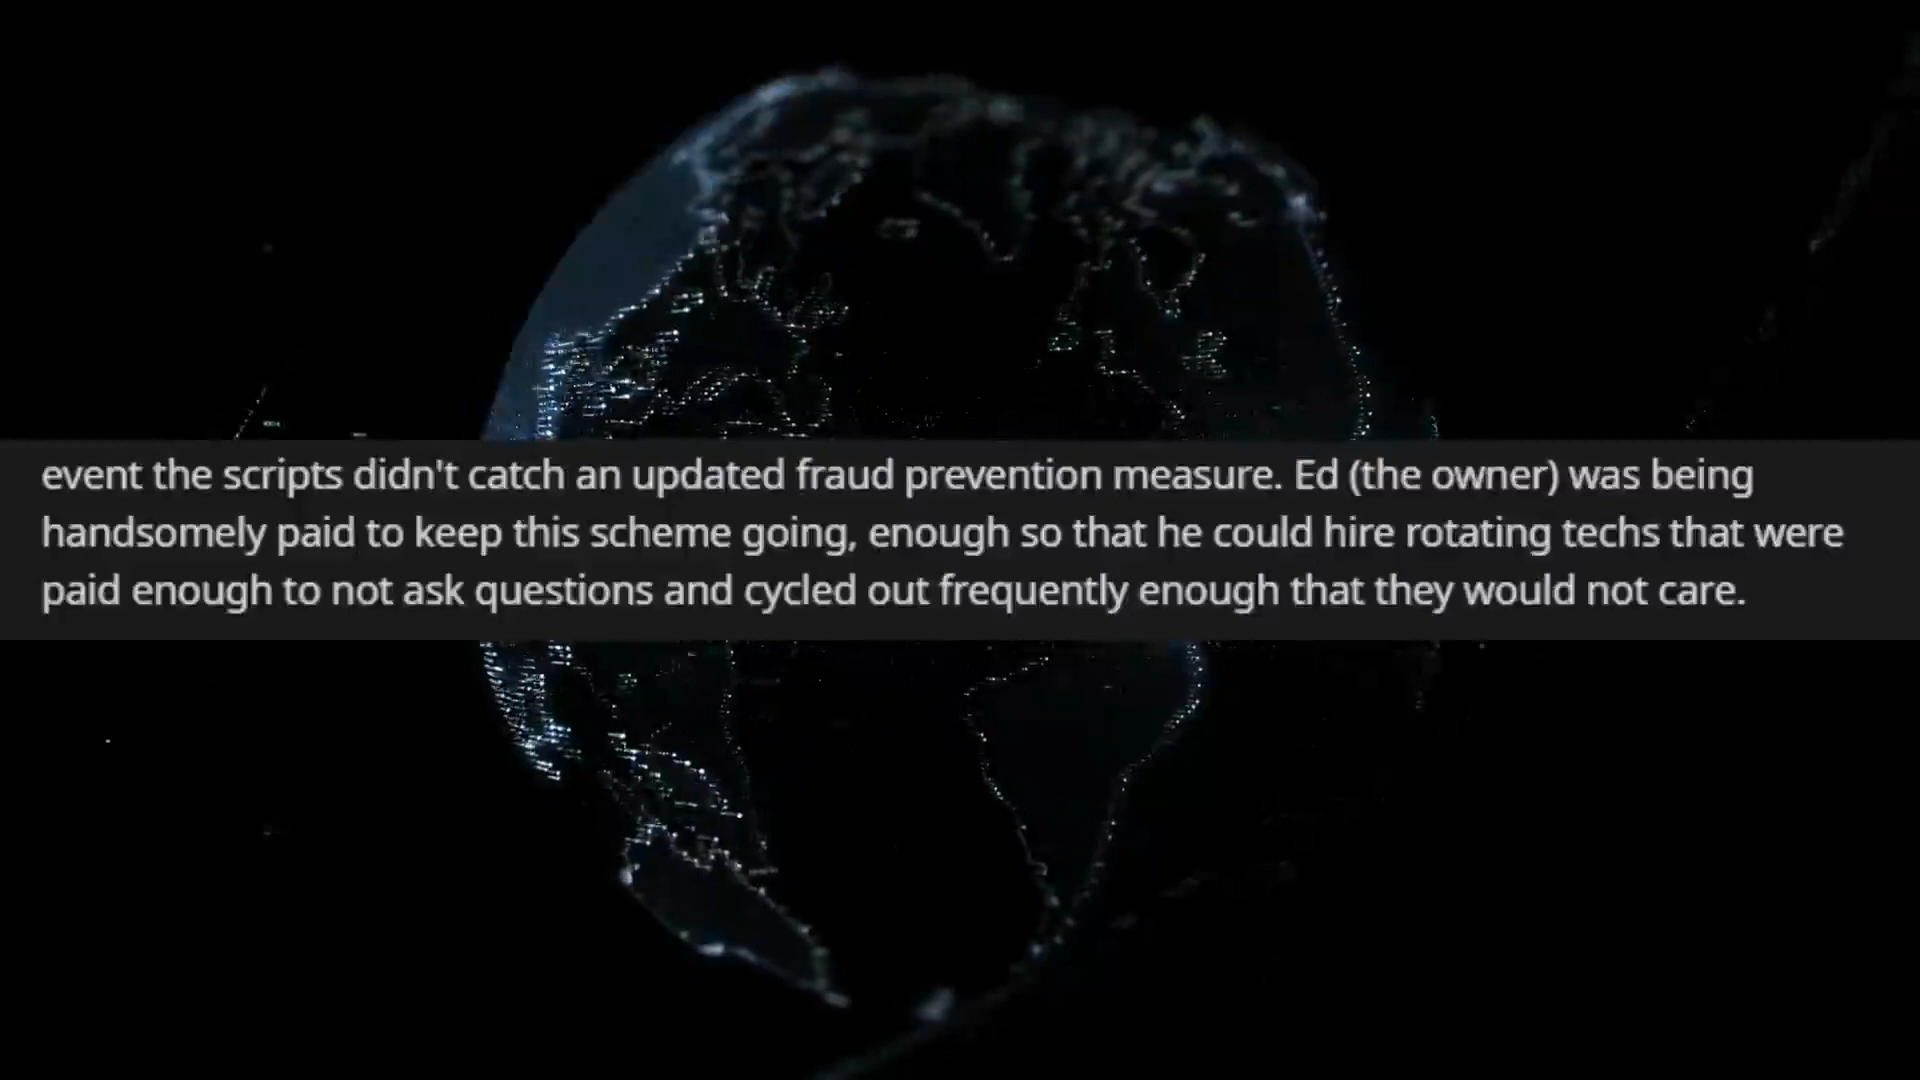 event the scripts didn't catch an updated fraud prevention measure. Ed (the owner) was being
handsomely paid to keep this scheme going, enough so that he could hire rotating techs that were
paid enough to not ask questions and cycled out frequently enough that they would not care.